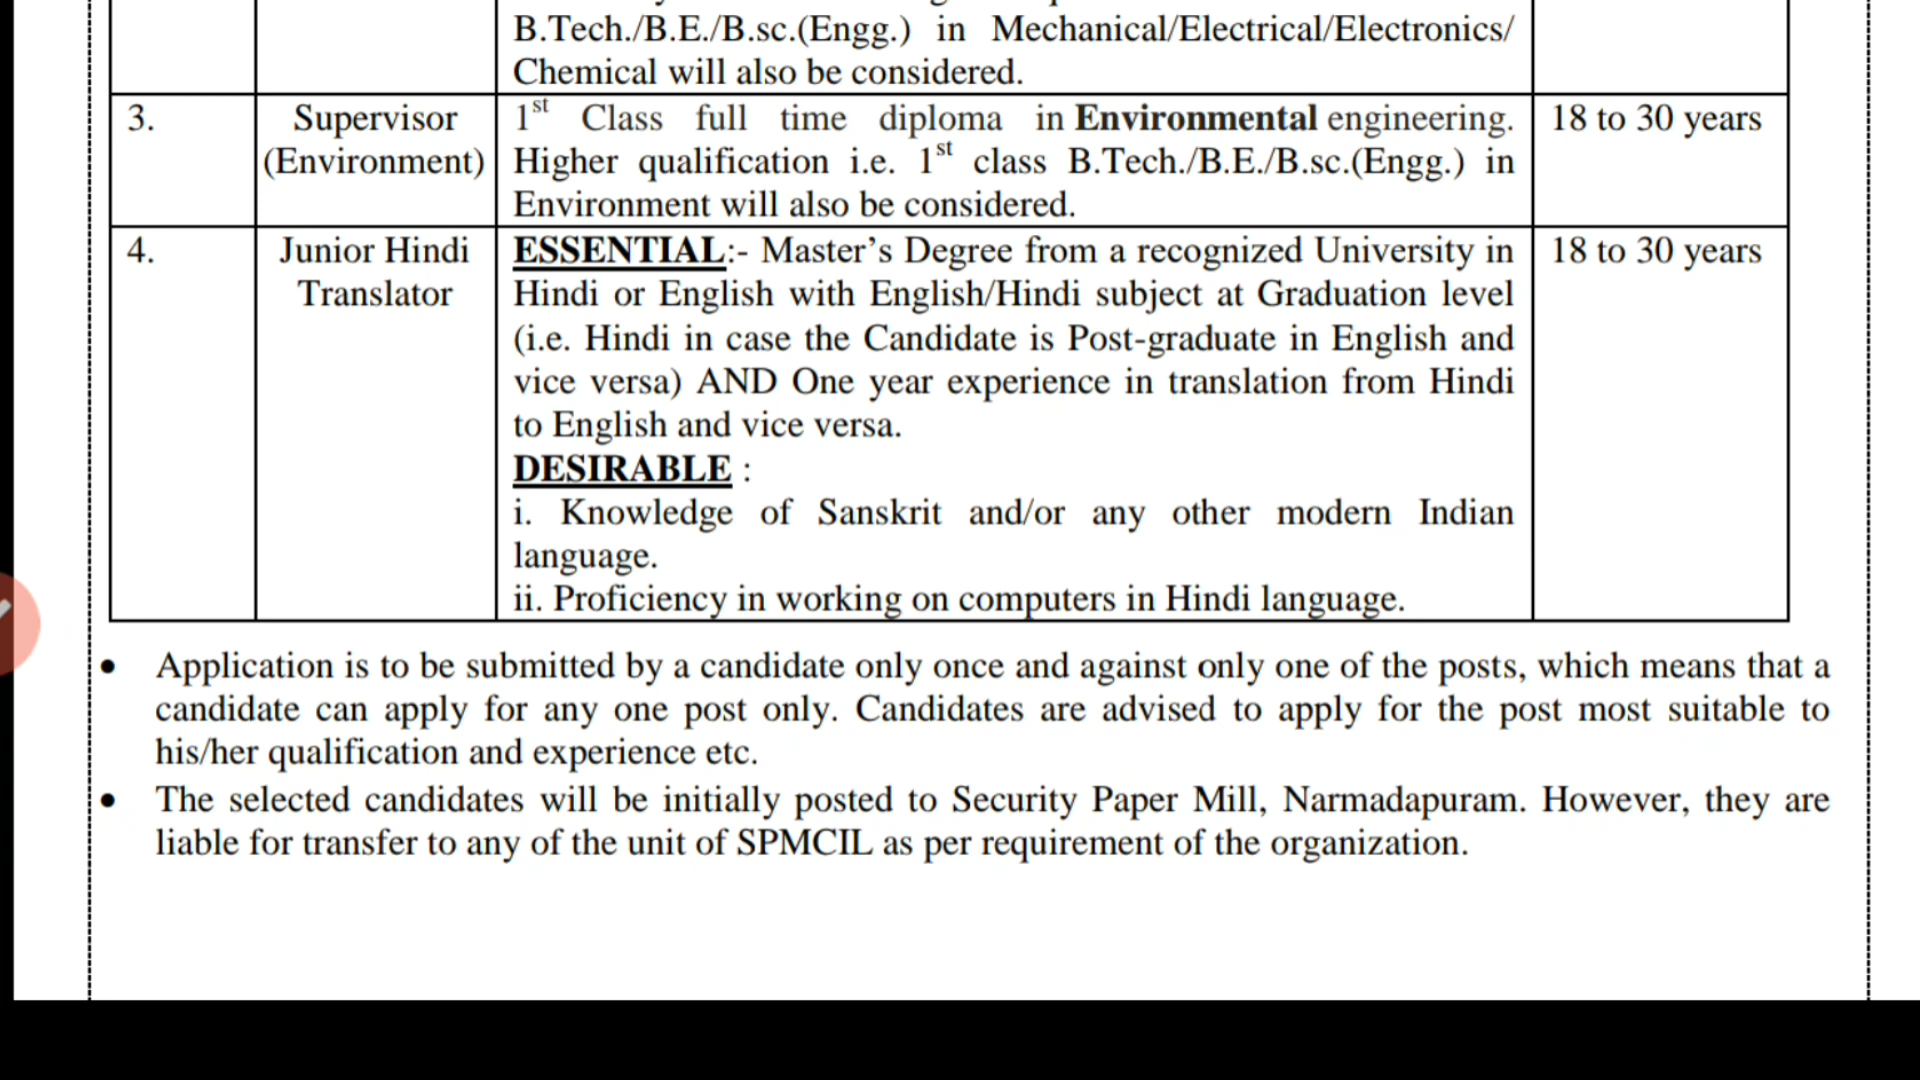 B.Tech./B.E./B.sc.(Engg.) in Mechanical/Electrical/Electronics/
Chemical will also be considered.
3.
Supervisor
(Environment)
1st Class full time diploma in Environmental engineering.
Higher qualification i.e. 1st class B.Tech./B.E./B.sc.(Engg.) in
Environment will also be considered.
18 to 30 years
4.
Junior Hindi
Translator
ESSENTIAL:- Master’s Degree from a recognized University in
Hindi or English with English/Hindi subject at Graduation level
(i.e. Hindi in case the Candidate is Post-graduate in English and
vice versa) AND One year experience in translation from Hindi
to English and vice versa.
DESIRABLE :
i. Knowledge of Sanskrit and/or any other modern Indian
language.
ii. Proficiency in working on computers in Hindi language.
18 to 30 years
• Application is to be submitted by a candidate only once and against only one of the posts, which means that a
candidate can apply for any one post only. Candidates are advised to apply for the post most suitable to
his/her qualification and experience etc.
• The selected candidates will be initially posted to Security Paper Mill, Narmadapuram. However, they are
liable for transfer to any of the unit of SPMCIL as per requirement of the organization.